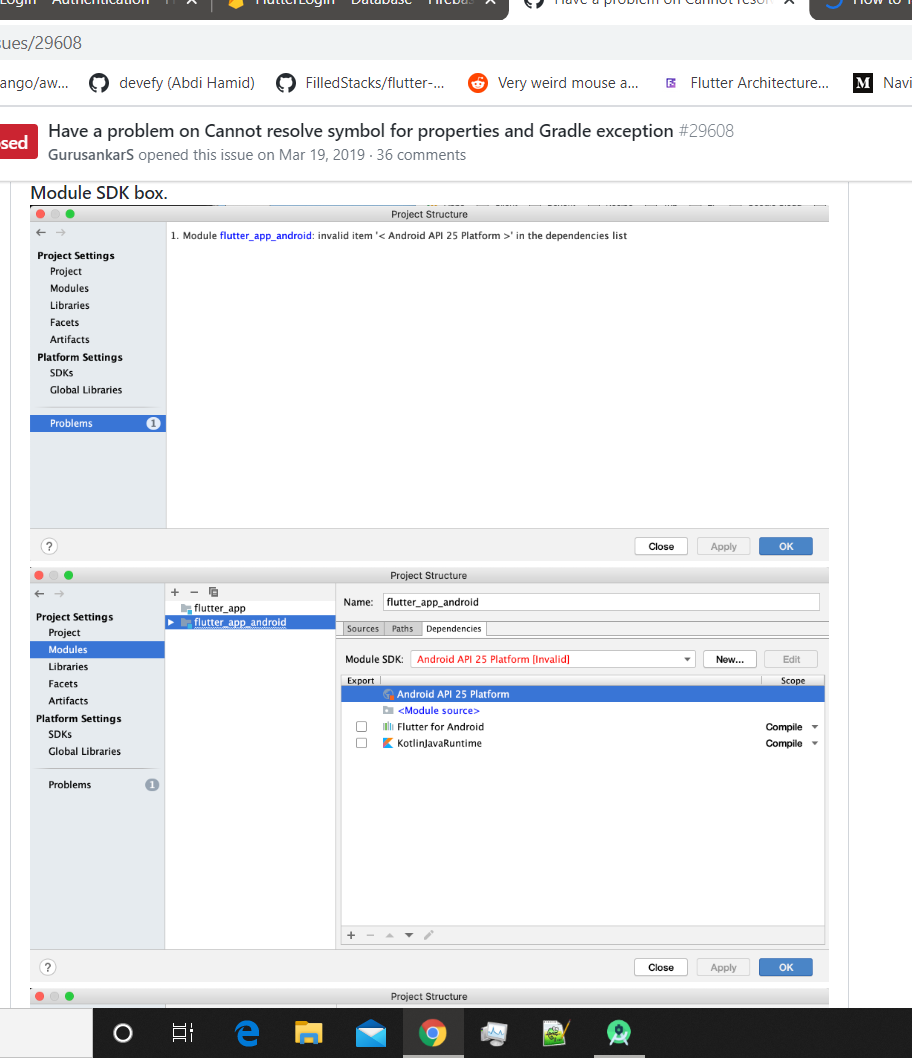 Login Authentication
FlutterLogin – Database – Fireba
Have a problem on Cannot resol
How to
sues/29608
ango/aw...
devefy (Abdi Hamid)
FilledStacks/flutter-...
Very weird mouse a...
Flutter Architecture...
Navi
osed
Have a problem on Cannot resolve symbol for properties and Gradle exception #29608
GurusankarS opened this issue on Mar 19, 2019 · 36 comments
Module SDK box.
Project Structure
1. Module flutter_app_android: invalid item '< Android API 25 Platform >' in the dependencies list
Project Settings
Project
Modules
Libraries
Facets
Artifacts
Platform Settings
SDKs
Global Libraries
Problems 1
?
Close Apply OK
Project Structure
Project Settings
Project
Modules
Libraries
Facets
Artifacts
Platform Settings
SDKs
Global Libraries
Problems 1
flutter_app
flutter_app_android
Name: flutter_app_android
Sources Paths Dependencies
Module SDK: Android API 25 Platform [Invalid] New... Edit
Export Scope
Android API 25 Platform
<Module source>
Flutter for Android Compile
KotlinJavaRuntime Compile
?
Close Apply OK
Project Structure